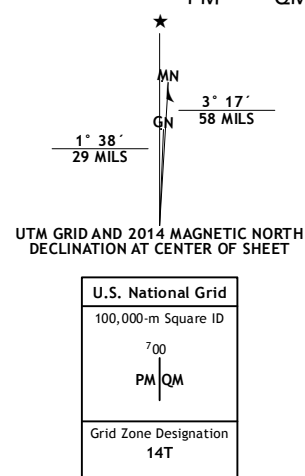 PM QM
★
MN
3° 17´
58 MILS
GN
1° 38´
29 MILS
UTM GRID AND 2014 MAGNETIC NORTH
DECLINATION AT CENTER OF SHEET
U.S. National Grid
100,000-m Square ID
⁷00
PM QM
Grid Zone Designation
14T